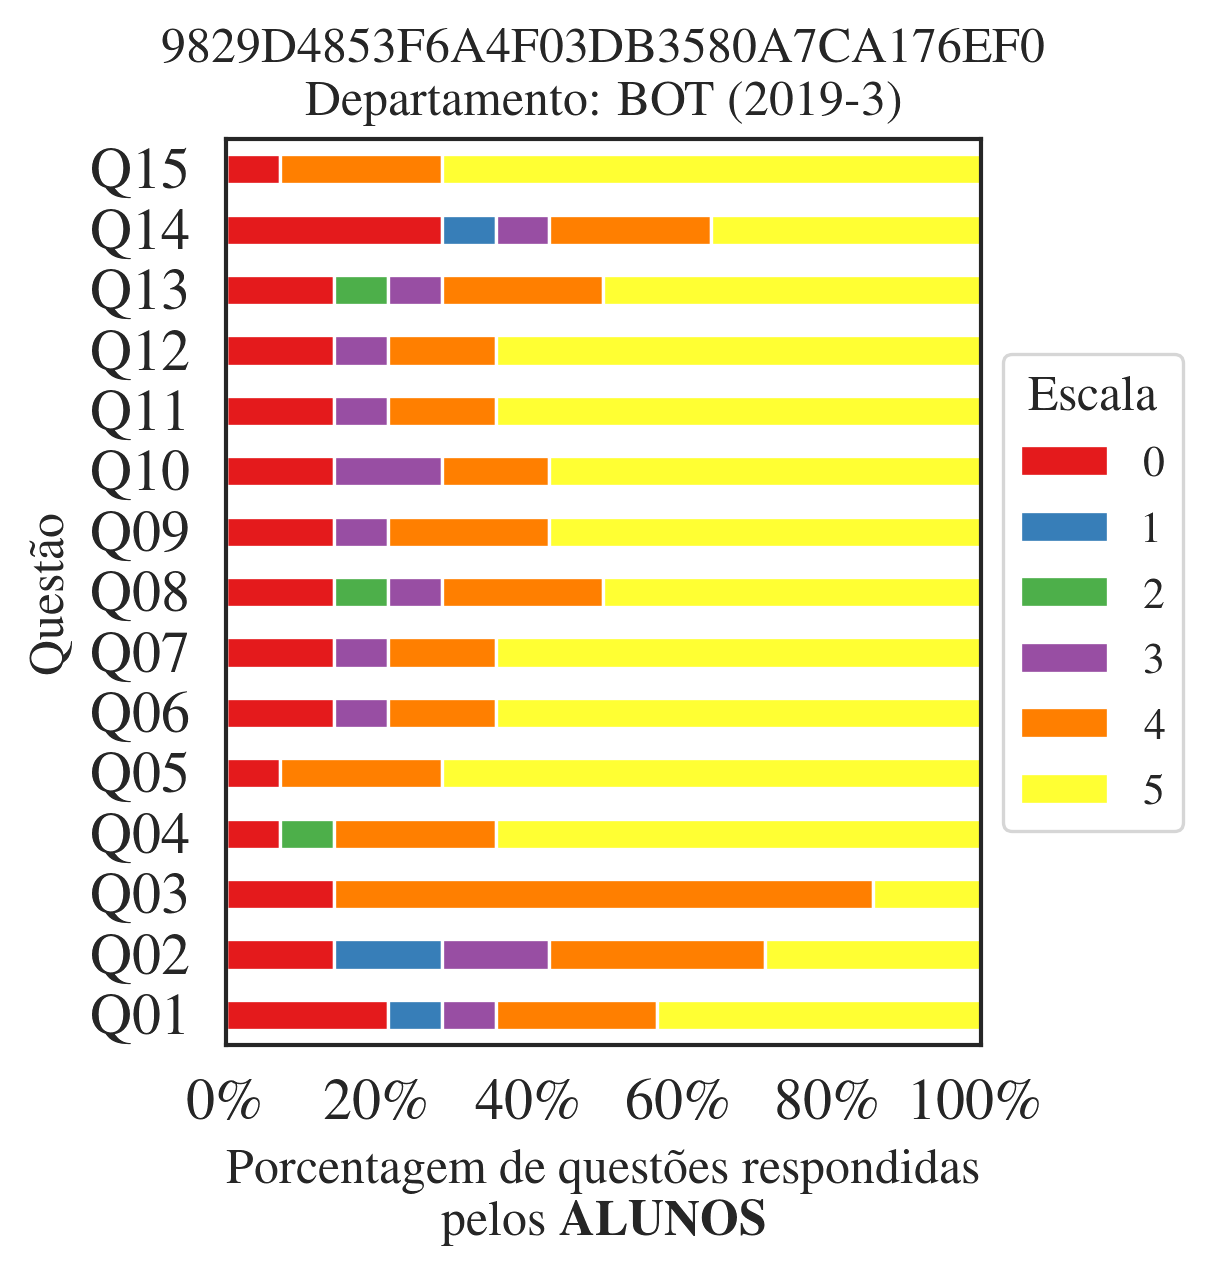 9829D4853F6A4F03DB3580A7CA176EF0
Departamento: BOT (2019-3)
Q15
Q14
Q13
Q12
Q11
Q10
Q09
Q08
Q07
Q06
Q05
Q04
Q03
Q02
Q01
Questão
0% 20% 40% 60% 80% 100%
Porcentagem de questões respondidas
pelos ALUNOS
Escala
0
1
2
3
4
5